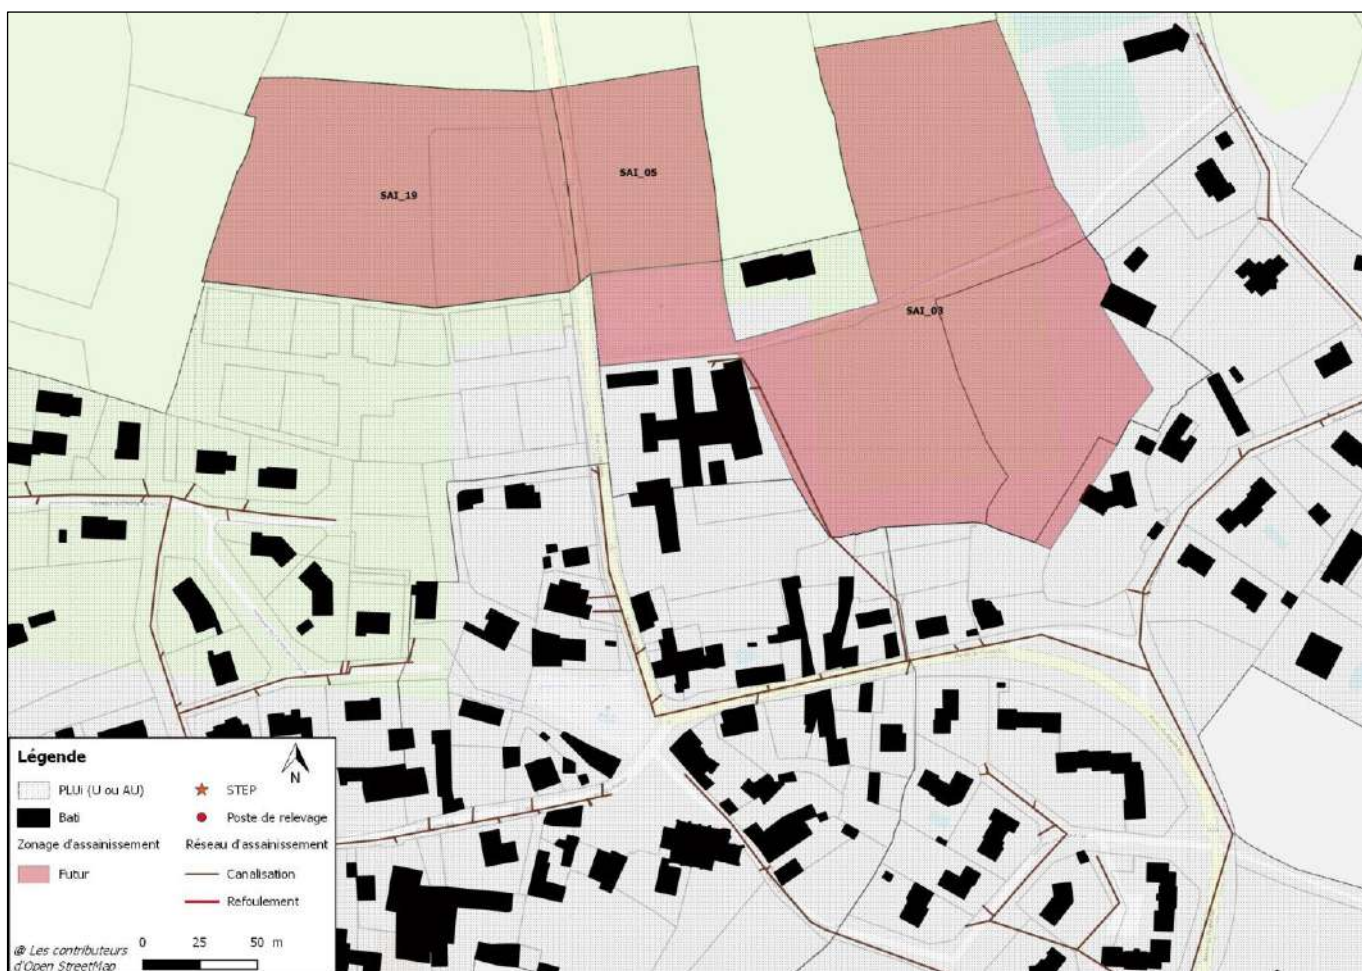 SAI_19
SAI_05
SAI_03
Légende
N
PLUi (U ou AU)
STEP
Bati
Poste de relevage
Zonage d'assainissement
Réseau d'assainissement
Futur
Canalisation
Refoulement
@ Les contributeurs
d'Open StreetMap
0 25 50 m